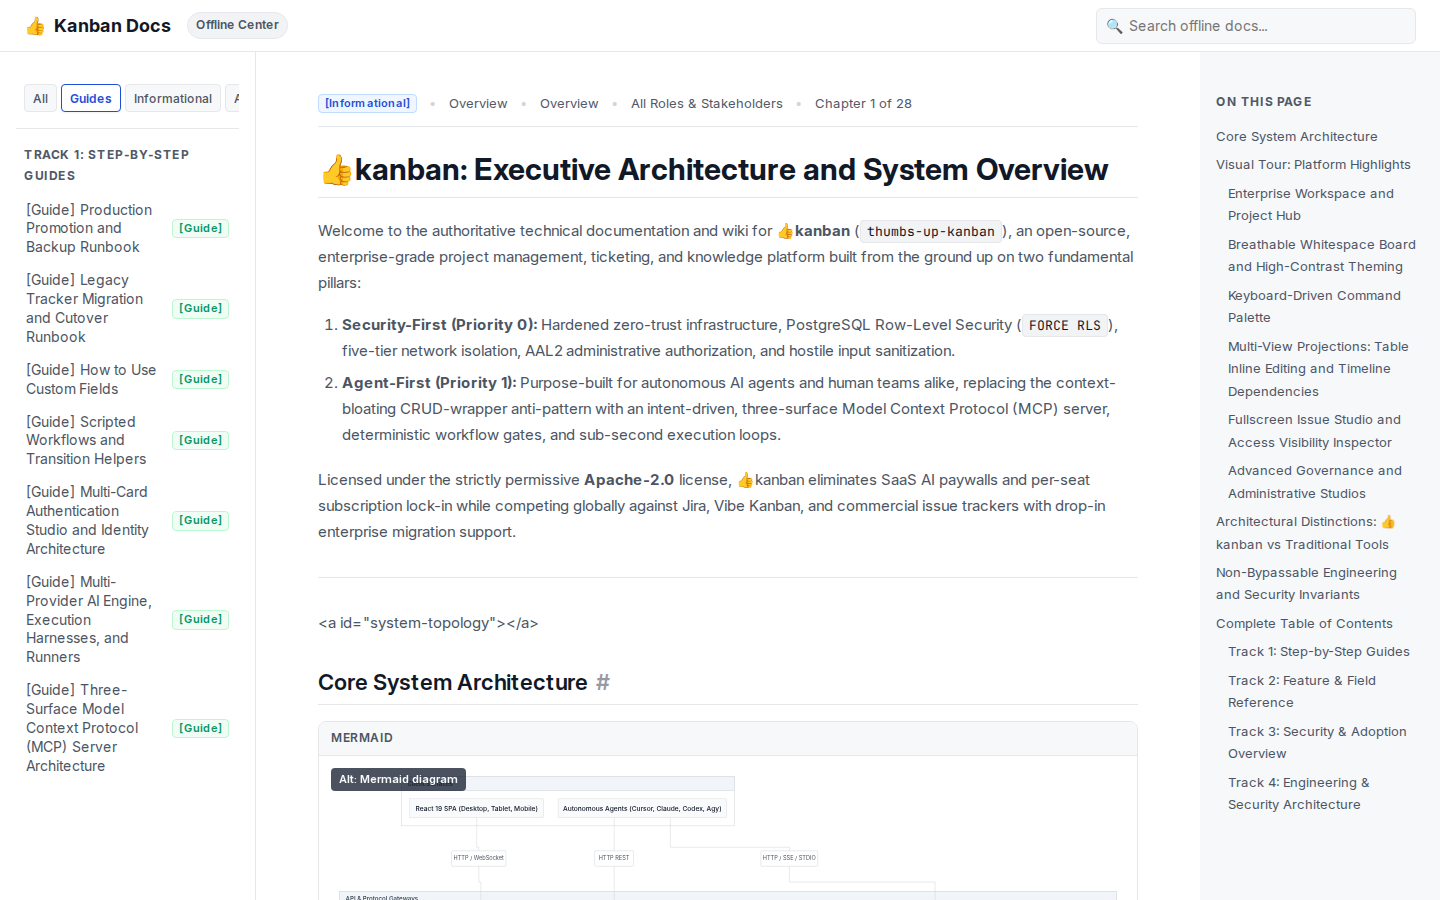 👍 Kanban Docs
Offline Center
🔍 Search offline docs...
All
Guides
Informational
TRACK 1: STEP-BY-STEP
GUIDES
[Guide] Production
Promotion and
Backup Runbook
[Guide]
[Guide] Legacy
Tracker Migration
and Cutover
Runbook
[Guide]
[Guide] How to Use
Custom Fields
[Guide]
[Guide] Scripted
Workflows and
Transition Helpers
[Guide]
[Guide] Multi-Card
Authentication
Studio and Identity
Architecture
[Guide]
[Guide] Multi-
Provider AI Engine,
Execution
Harnesses, and
Runners
[Guide]
[Guide] Three-
Surface Model
Context Protocol
(MCP) Server
Architecture
[Guide]
[Informational] • Overview • Overview • All Roles & Stakeholders • Chapter 1 of 28
👍kanban: Executive Architecture and System Overview
Welcome to the authoritative technical documentation and wiki for 👍kanban (thumbs-up-kanban), an open-source,
enterprise-grade project management, ticketing, and knowledge platform built from the ground up on two fundamental
pillars:
1. Security-First (Priority 0): Hardened zero-trust infrastructure, PostgreSQL Row-Level Security (FORCE RLS),
five-tier network isolation, AAL2 administrative authorization, and hostile input sanitization.
2. Agent-First (Priority 1): Purpose-built for autonomous AI agents and human teams alike, replacing the context-
bloating CRUD-wrapper anti-pattern with an intent-driven, three-surface Model Context Protocol (MCP) server,
deterministic workflow gates, and sub-second execution loops.
Licensed under the strictly permissive Apache-2.0 license, 👍kanban eliminates SaaS AI paywalls and per-seat
subscription lock-in while competing globally against Jira, Vibe Kanban, and commercial issue trackers with drop-in
enterprise migration support.
<a id="system-topology"></a>
Core System Architecture #
MERMAID
Alt: Mermaid diagram
React 19 SPA (Desktop, Tablet, Mobile)
Autonomous Agents (Cursor, Claude, Codex, Agy)
HTTP / WebSocket
HTTP REST
HTTP / SSE / STDIO
API & Protocol Gateways
ON THIS PAGE
Core System Architecture
Visual Tour: Platform Highlights
Enterprise Workspace and
Project Hub
Breathable Whitespace Board
and High-Contrast Theming
Keyboard-Driven Command
Palette
Multi-View Projections: Table
Inline Editing and Timeline
Dependencies
Fullscreen Issue Studio and
Access Visibility Inspector
Advanced Governance and
Administrative Studios
Architectural Distinctions: 👍
kanban vs Traditional Tools
Non-Bypassable Engineering
and Security Invariants
Complete Table of Contents
Track 1: Step-by-Step Guides
Track 2: Feature & Field
Reference
Track 3: Security & Adoption
Overview
Track 4: Engineering &
Security Architecture